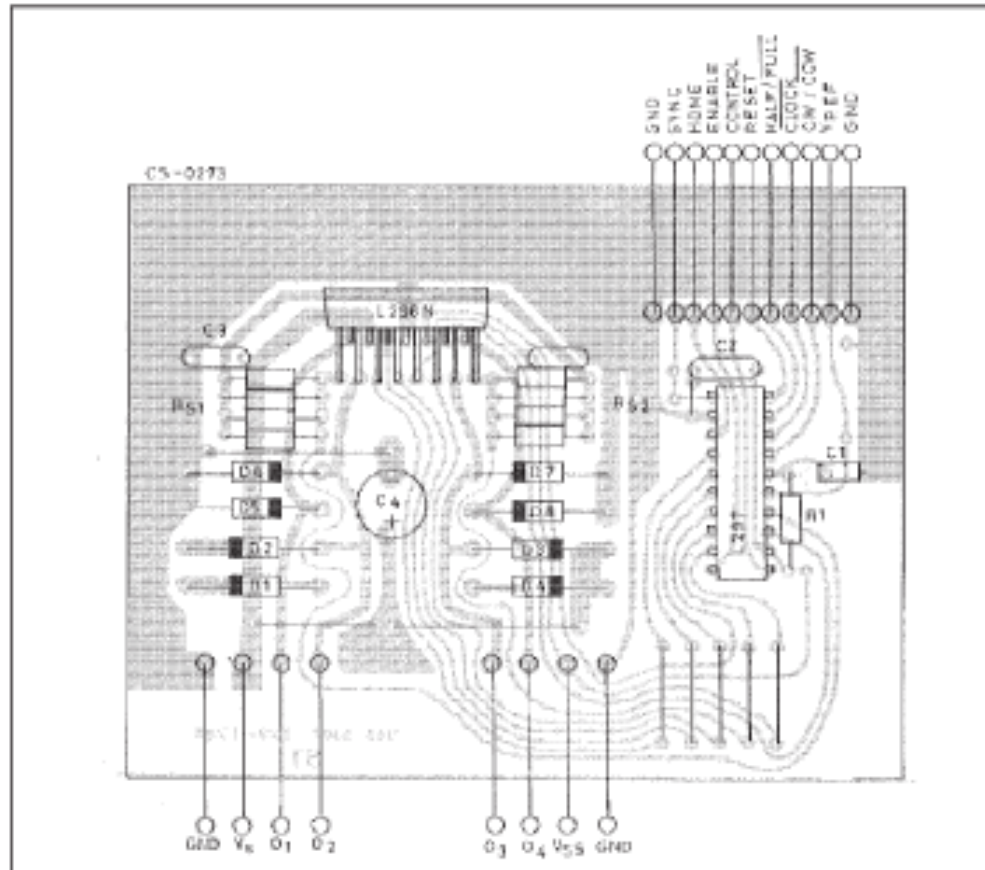 GND
SYNC
HOME
ENABLE
CONTROL
RESET
HALF/FULL
CLOCK
CW/CCW
VREF
GND
CS-0273
L298N
C3
C2
RS1
RS2
C1
D6
D7
C4
+
D5
D8
R1
L297
D2
D3
D1
D4
GND
Vs
O1
O2
O3
O4
VSS
GND